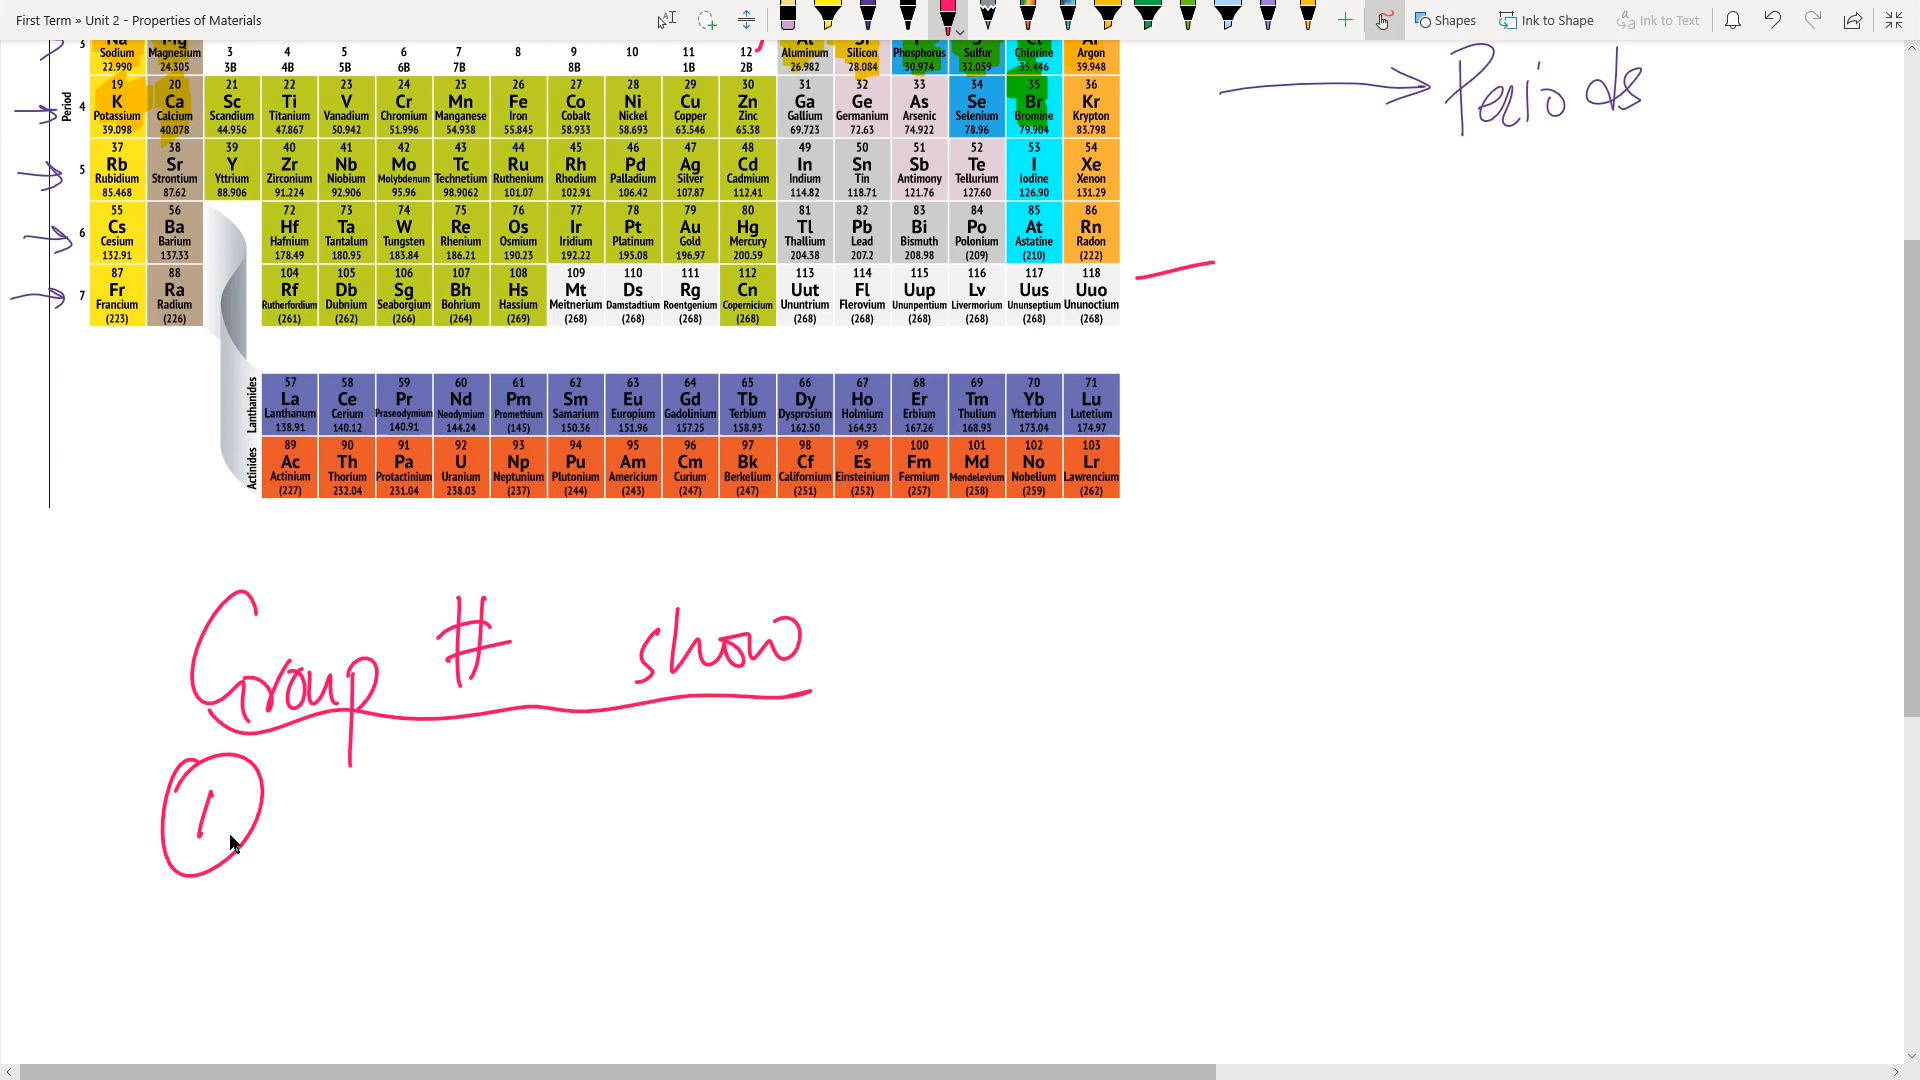 First Term » Unit 2 - Properties of Materials
Shapes Ink to Shape Ink to Text
3 Sodium Magnesium 3 4 5 6 7 8 9 10 11 12 Aluminum Silicon Phosphorus Sulfur Chlorine Argon
22.990 24.305 3B 4B 5B 6B 7B 8B 1B 2B 26.982 28.084 30.974 32.059 35.446 39.948
Periods
Period
4
19 20 21 22 23 24 25 26 27 28 29 30 31 32 33 34 35 36
K Ca Sc Ti V Cr Mn Fe Co Ni Cu Zn Ga Ge As Se Br Kr
Potassium Calcium Scandium Titanium Vanadium Chromium Manganese Iron Cobalt Nickel Copper Zinc Gallium Germanium Arsenic Selenium Bromine Krypton
39.098 40.078 44.956 47.867 50.942 51.996 54.938 55.845 58.933 58.693 63.546 65.38 69.723 72.63 74.922 78.96 79.904 83.798
5
37 38 39 40 41 42 43 44 45 46 47 48 49 50 51 52 53 54
Rb Sr Y Zr Nb Mo Tc Ru Rh Pd Ag Cd In Sn Sb Te I Xe
Rubidium Strontium Yttrium Zirconium Niobium Molybdenum Technetium Ruthenium Rhodium Palladium Silver Cadmium Indium Tin Antimony Tellurium Iodine Xenon
85.468 87.62 88.906 91.224 92.906 95.96 98.9062 101.07 102.91 106.42 107.87 112.41 114.82 118.71 121.76 127.60 126.90 131.29
6
55 56 72 73 74 75 76 77 78 79 80 81 82 83 84 85 86
Cs Ba Hf Ta W Re Os Ir Pt Au Hg Tl Pb Bi Po At Rn
Cesium Barium Hafnium Tantalum Tungsten Rhenium Osmium Iridium Platinum Gold Mercury Thallium Lead Bismuth Polonium Astatine Radon
132.91 137.33 178.49 180.95 183.84 186.21 190.23 192.22 195.08 196.97 200.59 204.38 207.2 208.98 (209) (210) (222)
7
87 88 104 105 106 107 108 109 110 111 112 113 114 115 116 117 118
Fr Ra Rf Db Sg Bh Hs Mt Ds Rg Cn Uut Fl Uup Lv Uus Uuo
Francium Radium Rutherfordium Dubnium Seaborgium Bohrium Hassium Meitnerium Damstadtium Roentgenium Copernicium Ununtrium Flerovium Ununpentium Livermorium Ununseptium Ununoctium
(223) (226) (261) (262) (266) (264) (269) (268) (268) (268) (268) (268) (268) (268) (268) (268) (268)
Lanthanides
57 58 59 60 61 62 63 64 65 66 67 68 69 70 71
La Ce Pr Nd Pm Sm Eu Gd Tb Dy Ho Er Tm Yb Lu
Lanthanum Cerium Praseodymium Neodymium Promethium Samarium Europium Gadolinium Terbium Dysprosium Holmium Erbium Thulium Ytterbium Lutetium
138.91 140.12 140.91 144.24 (145) 150.36 151.96 157.25 158.93 162.50 164.93 167.26 168.93 173.04 174.97
Actinides
89 90 91 92 93 94 95 96 97 98 99 100 101 102 103
Ac Th Pa U Np Pu Am Cm Bk Cf Es Fm Md No Lr
Actinium Thorium Protactinium Uranium Neptunium Plutonium Americium Curium Berkelium Californium Einsteinium Fermium Mendelevium Nobelium Lawrencium
(227) 232.04 231.04 238.03 (237) (244) (243) (247) (247) (251) (252) (257) (258) (259) (262)
Group # show
1